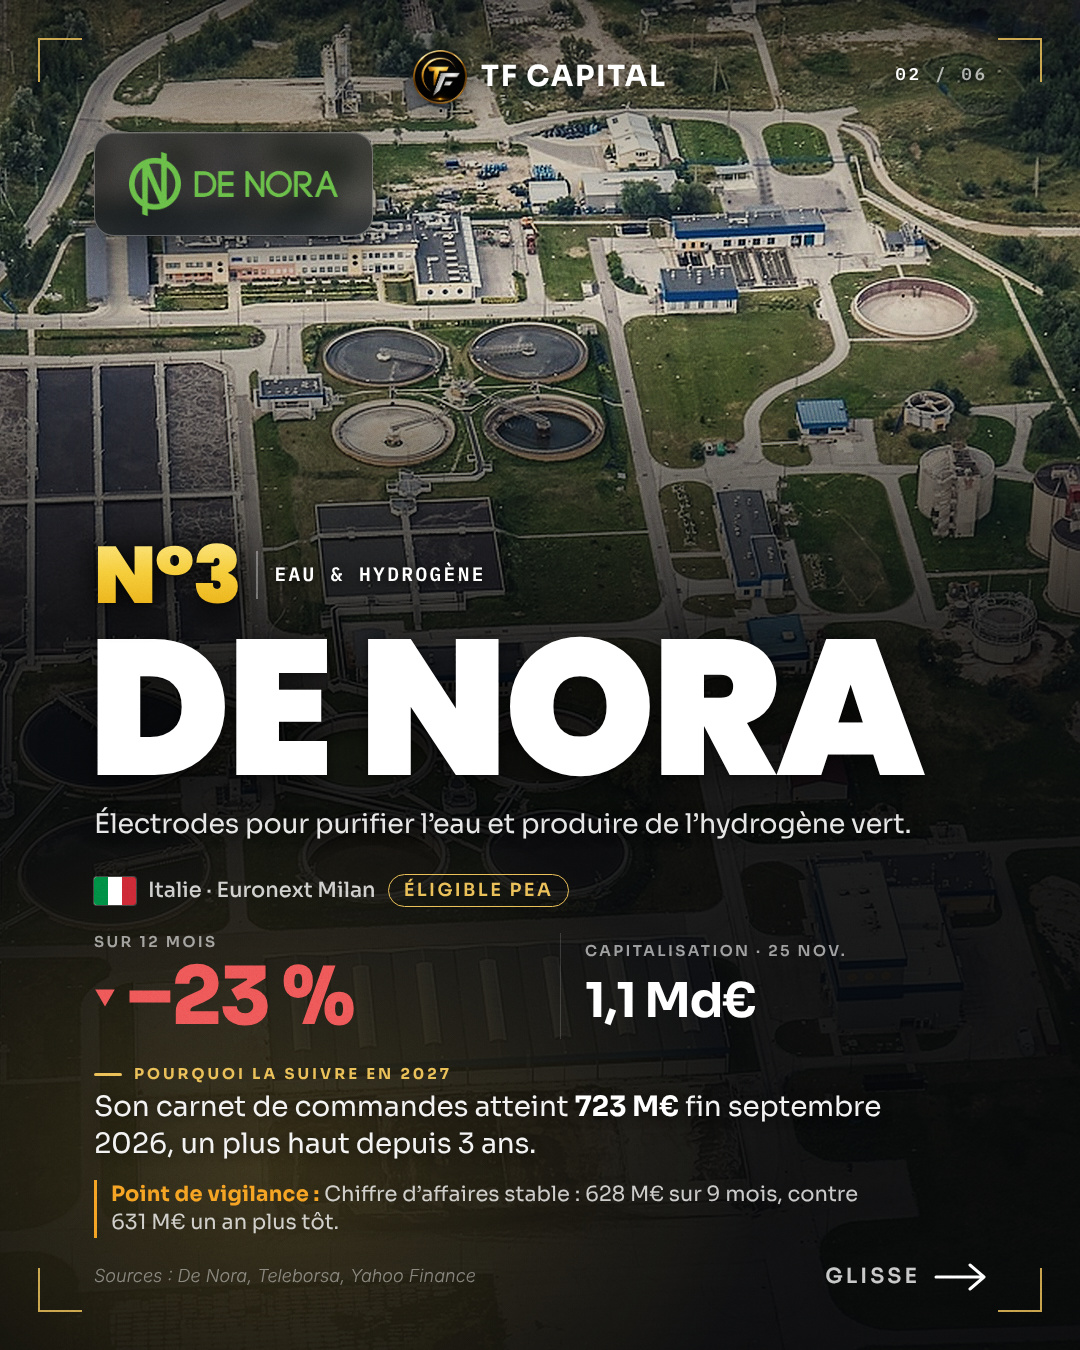 TF CAPITAL
02 / 06
DE NORA
Nº3
EAU & HYDROGÈNE
DE NORA
Électrodes pour purifier l’eau et produire de l’hydrogène vert.
Italie · Euronext Milan
ÉLIGIBLE PEA
SUR 12 MOIS
▼ −23 %
CAPITALISATION · 25 NOV.
1,1 Md€
POURQUOI LA SUIVRE EN 2027
Son carnet de commandes atteint 723 M€ fin septembre
2026, un plus haut depuis 3 ans.
Point de vigilance : Chiffre d’affaires stable : 628 M€ sur 9 mois, contre
631 M€ un an plus tôt.
Sources : De Nora, Teleborsa, Yahoo Finance
GLISSE →